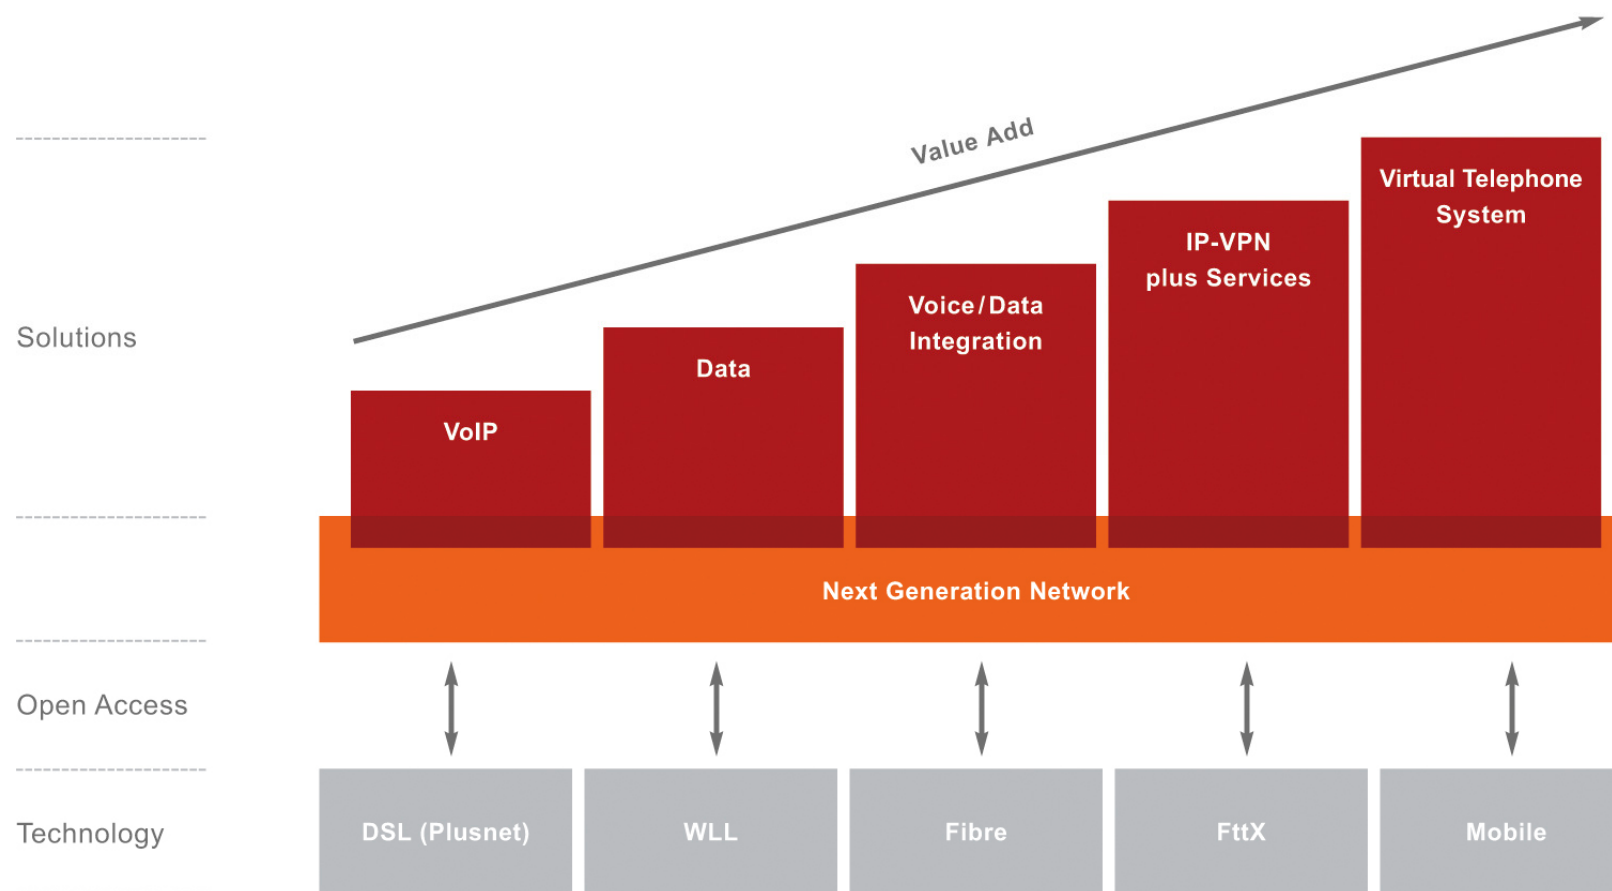 Value Add
Virtual Telephone
System
IP-VPN
plus Services
Voice/Data
Integration
Solutions
Data
VoIP
Next Generation Network
Open Access
Technology
DSL (Plusnet)
WLL
Fibre
FttX
Mobile